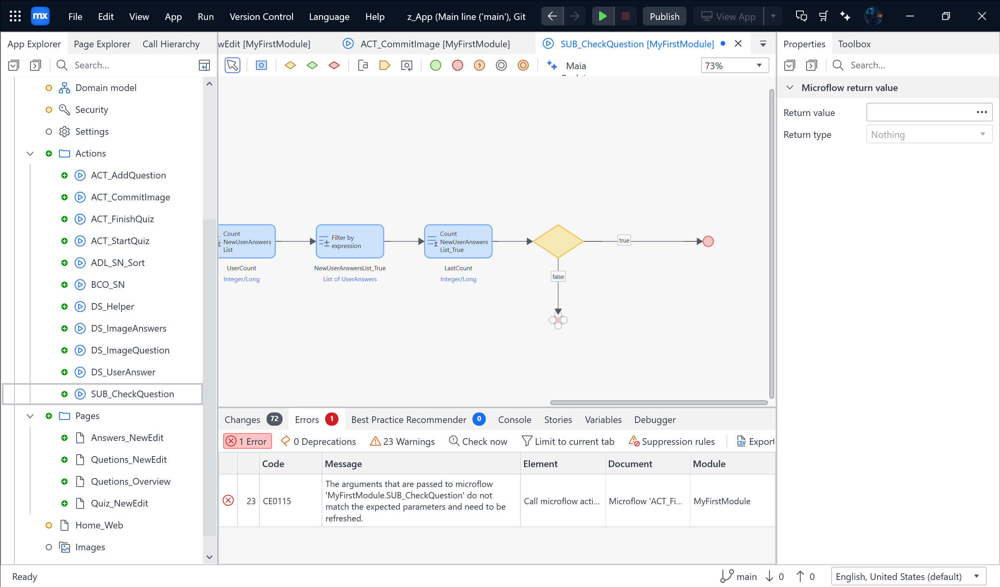 mx
File
Edit
View
App
Run
Version Control
Language
Help
z_App (Main line ('main'), Git
Publish
View App
App Explorer
Page Explorer
Call Hierarchy
Search...
Domain model
Security
Settings
Actions
ACT_AddQuestion
ACT_CommitImage
ACT_FinishQuiz
ACT_StartQuiz
ADL_SN_Sort
BCO_SN
DS_Helper
DS_ImageAnswers
DS_ImageQuestion
DS_UserAnswer
SUB_CheckQuestion
Pages
Answers_NewEdit
Quetions_NewEdit
Quetions_Overview
Quiz_NewEdit
Home_Web
Images
wEdit [MyFirstModule]
ACT_CommitImage [MyFirstModule]
SUB_CheckQuestion [MyFirstModule]
Maia
73%
Count
NewUserAnswers
List
UserCount
Integer/Long
Filter by
expression
NewUserAnswersList_True
List of UserAnswers
Count
NewUserAnswers
List_True
LastCount
Integer/Long
true
false
Changes 72
Errors 1
Best Practice Recommender 0
Console
Stories
Variables
Debugger
1 Error
0 Deprecations
23 Warnings
Check now
Limit to current tab
Suppression rules
CSV
Export
Code
Message
Element
Document
Module
23
CE0115
The arguments that are passed to microflow
'MyFirstModule.SUB_CheckQuestion' do not
match the expected parameters and need to be
refreshed.
Call microflow acti...
Microflow 'ACT_Fi...
MyFirstModule
Properties
Toolbox
Search...
Microflow return value
Return value
Return type
Nothing
Ready
main
0
0
English, United States (default)